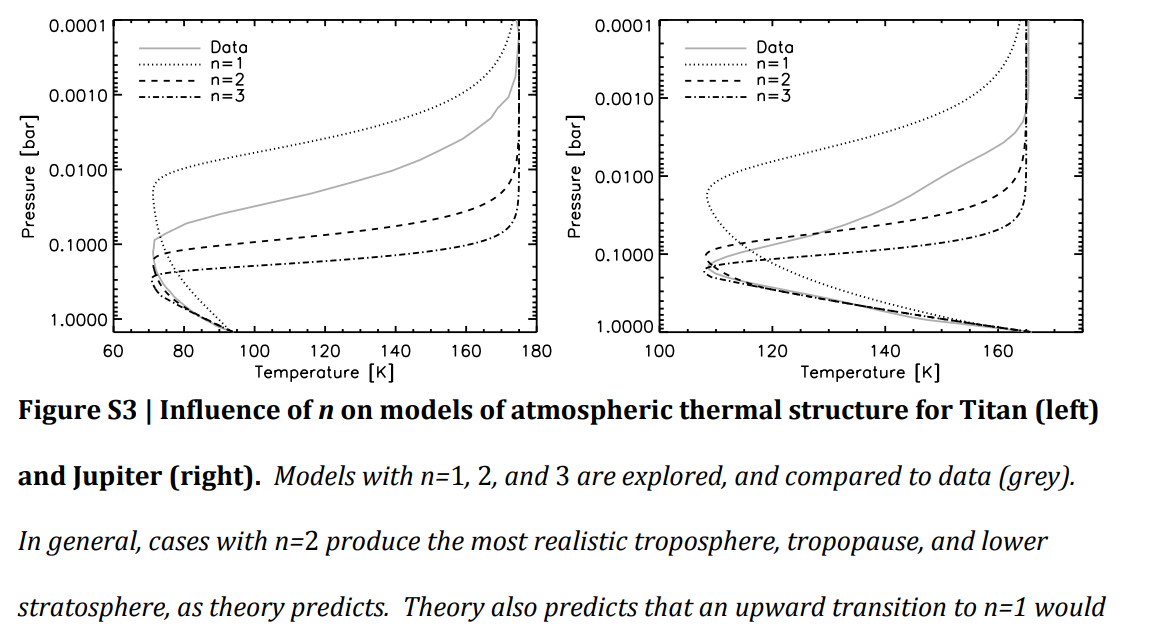 0.0001
0.0010
0.0100
0.1000
1.0000
Pressure [bar]
Data
n=1
n=2
n=3
60 80 100 120 140 160 180
Temperature [K]
0.0001
0.0010
0.0100
0.1000
1.0000
Pressure [bar]
Data
n=1
n=2
n=3
100 120 140 160
Temperature [K]
Figure S3 | Influence of n on models of atmospheric thermal structure for Titan (left)
and Jupiter (right). Models with n=1, 2, and 3 are explored, and compared to data (grey).
In general, cases with n=2 produce the most realistic troposphere, tropopause, and lower
stratosphere, as theory predicts. Theory also predicts that an upward transition to n=1 would